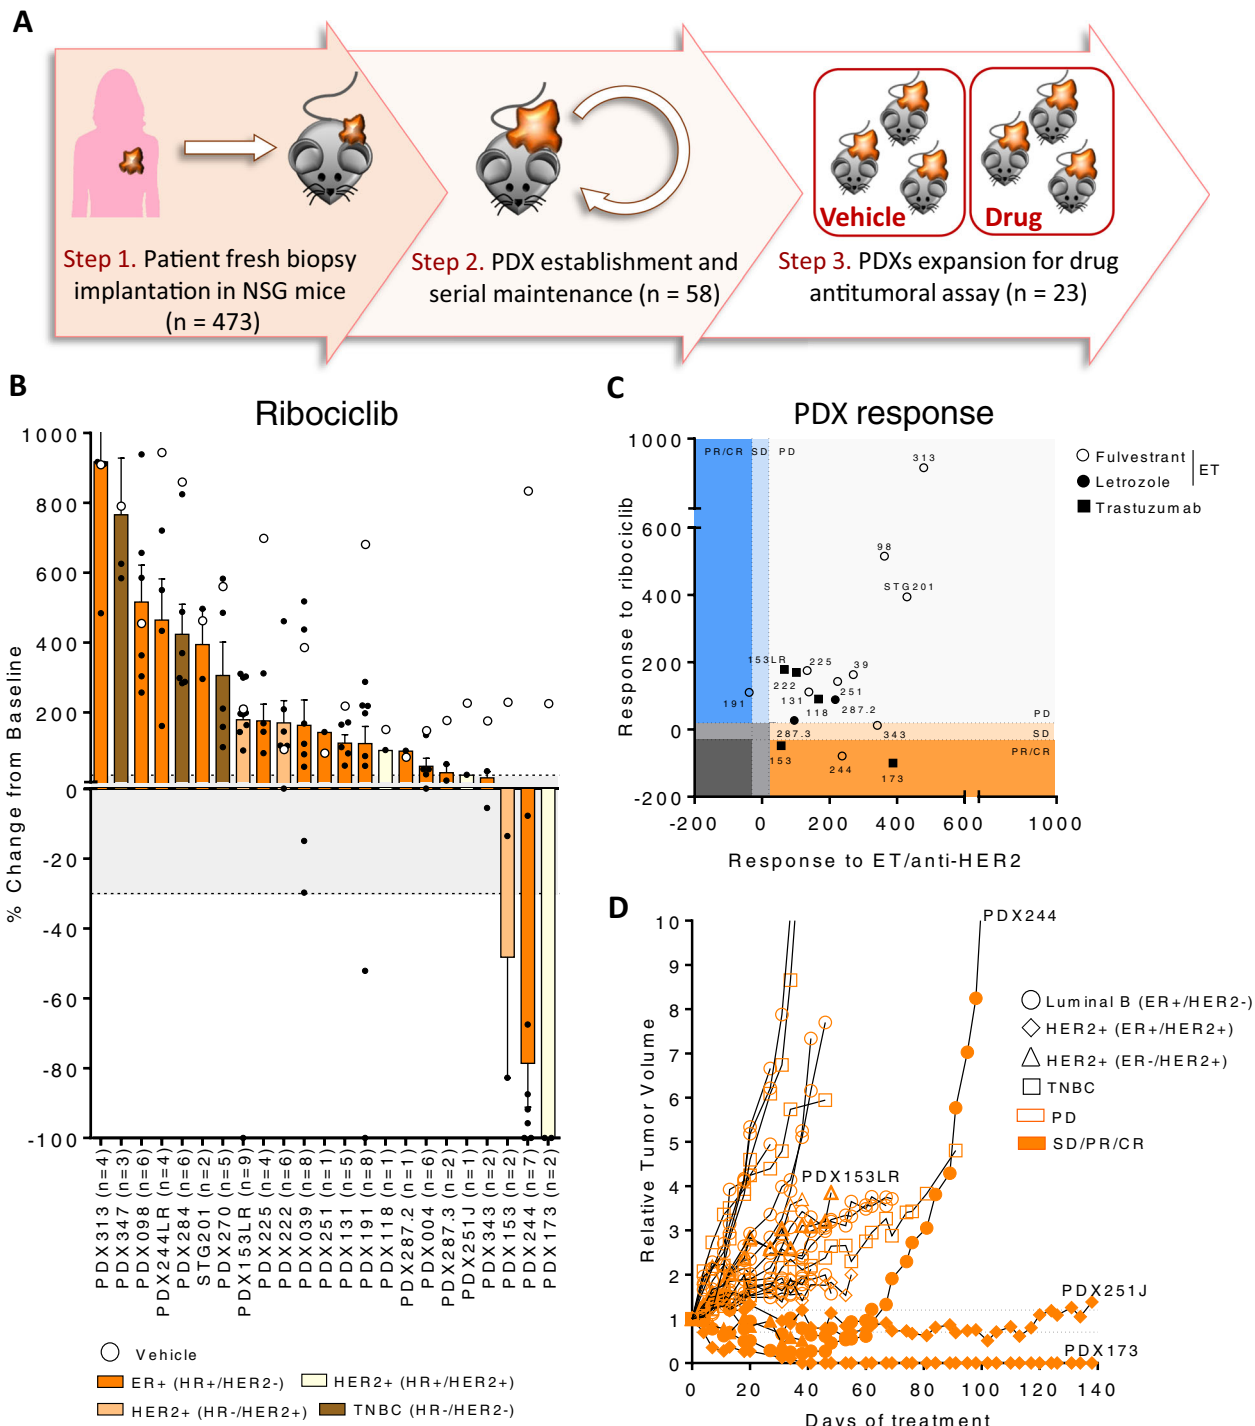 A
Step 1. Patient fresh biopsy
implantation in NSG mice
(n = 473)
Step 2. PDX establishment and
serial maintenance (n = 58)
Vehicle
Drug
Step 3. PDXs expansion for drug
antitumoral assay (n = 23)
B
Ribociclib
% Change from Baseline
1000
800
600
400
200
0
-20
-40
-60
-80
-100
PDX313 (n=4)
PDX347 (n=3)
PDX098 (n=6)
PDX244LR (n=4)
PDX284 (n=6)
STG201 (n=2)
PDX270 (n=5)
PDX153LR (n=9)
PDX225 (n=4)
PDX222 (n=6)
PDX039 (n=8)
PDX251 (n=1)
PDX131 (n=5)
PDX191 (n=8)
PDX118 (n=1)
PDX287.2 (n=1)
PDX004 (n=6)
PDX287.3 (n=2)
PDX251J (n=2)
PDX343 (n=2)
PDX153 (n=2)
PDX244 (n=7)
PDX173 (n=2)
Vehicle
ER+ (HR+/HER2-)
HER2+ (HR+/HER2+)
HER2+ (HR-/HER2+)
TNBC (HR-/HER2-)
C
PDX response
Response to ribociclib
1000
600
400
200
0
-200
PR/CR
SD
PD
313
98
STG201
153LR
225
39
222
131
251
191
118
287.2
PD
287.3
343
SD
153
244
173
PR/CR
-200
0
200
400
600
1000
Response to ET/anti-HER2
Fulvestrant
Letrozole
ET
Trastuzumab
D
Relative Tumor Volume
10
9
8
7
6
5
4
3
2
1
0
PDX244
PDX153LR
PDX251J
PDX173
Luminal B (ER+/HER2-)
HER2+ (ER+/HER2+)
HER2+ (ER-/HER2+)
TNBC
PD
SD/PR/CR
0
20
40
60
80
100
120
140
Days of treatment